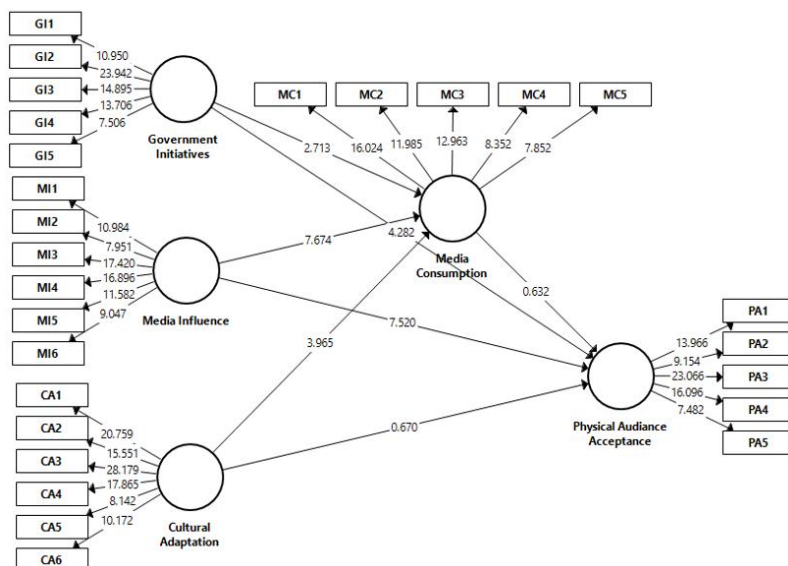 GI1
GI2
GI3
GI4
GI5
10.950
23.942
14.895
13.706
7.506
Government
Initiatives
MC1
MC2
MC3
MC4
MC5
16.024
11.985
12.963
8.352
7.852
2.713
4.282
Media
Consumption
MI1
MI2
MI3
MI4
MI5
MI6
10.984
7.951
17.420
16.896
11.582
9.047
Media Influence
7.674
7.520
0.632
3.965
0.670
PA1
PA2
PA3
PA4
PA5
13.966
9.154
23.066
16.096
7.482
Physical Audiance
Acceptance
CA1
CA2
CA3
CA4
CA5
CA6
20.759
15.551
28.179
17.865
8.142
10.172
Cultural
Adaptation